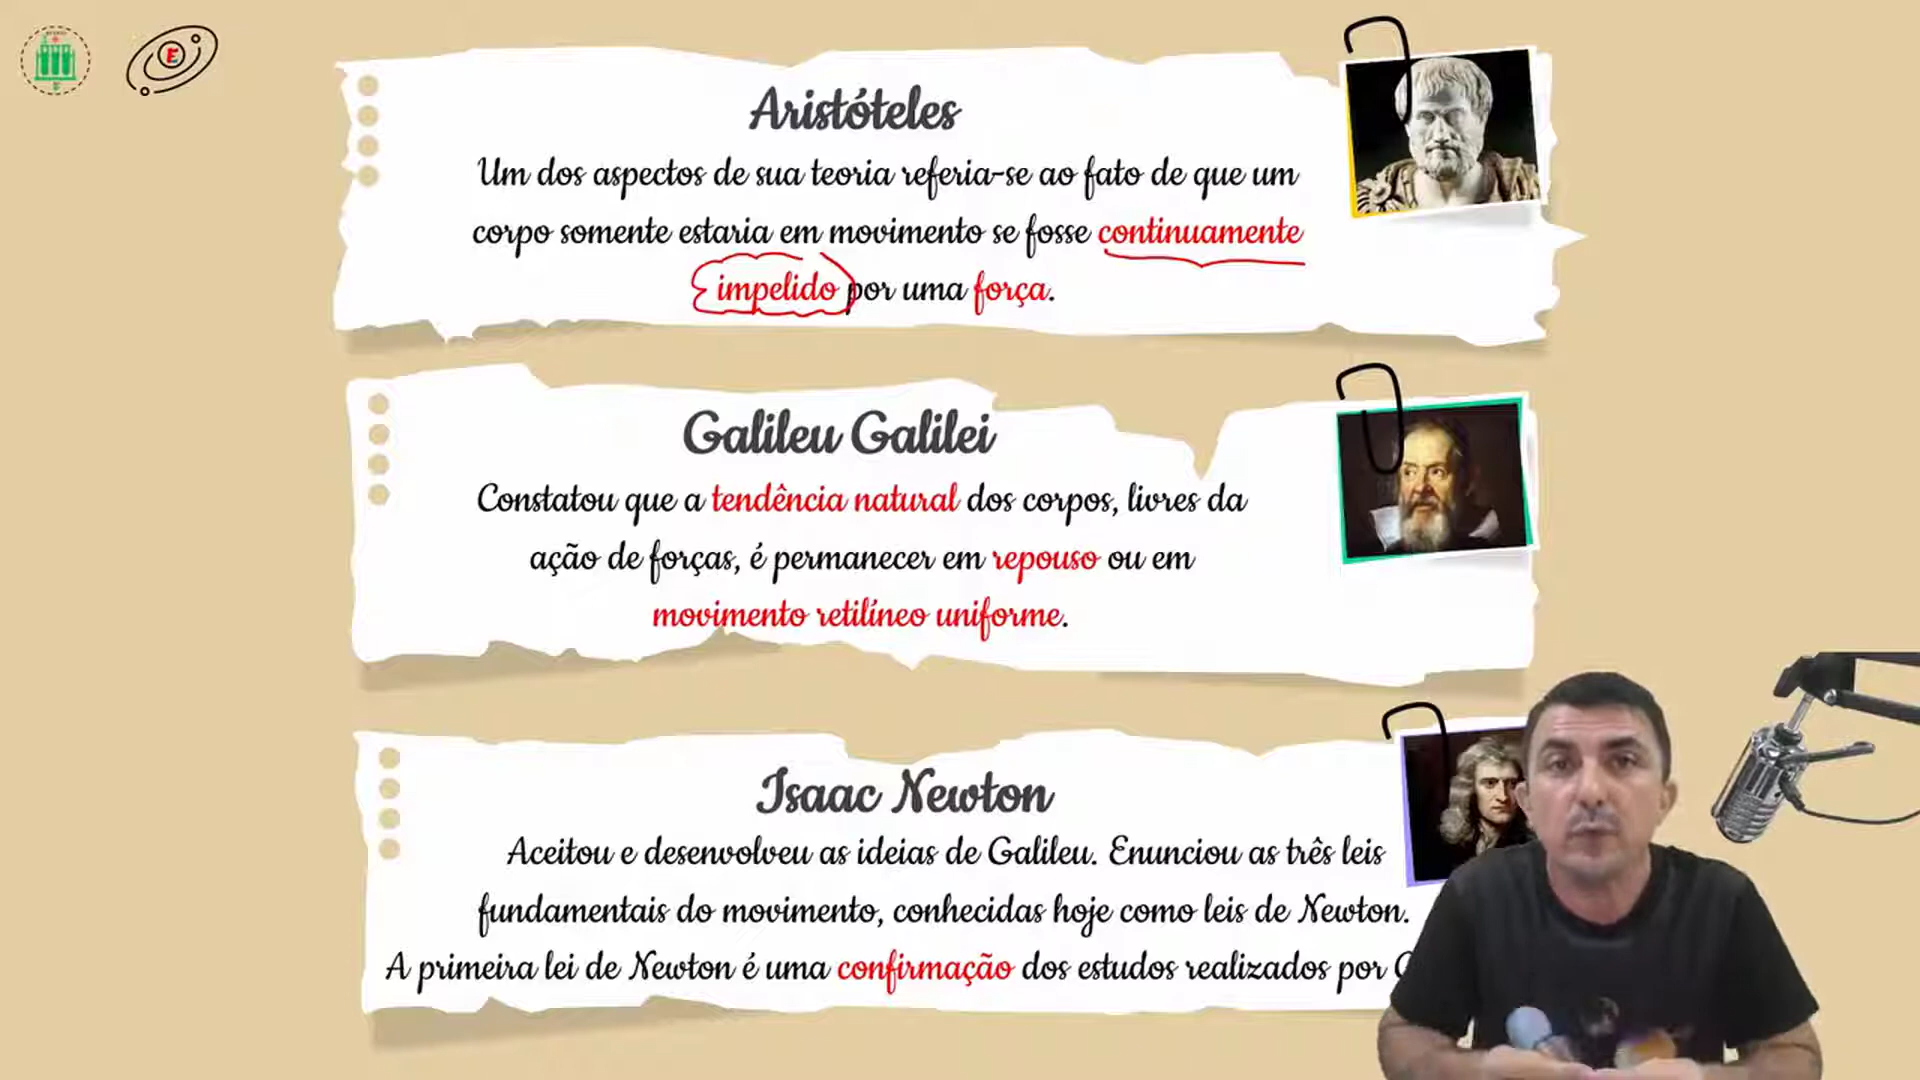 E
Aristóteles
Um dos aspectos de sua teoria referia-se ao fato de que um
corpo somente estaria em movimento se fosse continuamente
impelido por uma força.
Galileu Galilei
Constatou que a tendência natural dos corpos, livres da
ação de forças, é permanecer em repouso ou em
movimento retilíneo uniforme.
Isaac Newton
Aceitou e desenvolveu as ideias de Galileu. Enunciou as três leis
fundamentais do movimento, conhecidas hoje como leis de Newton.
A primeira lei de Newton é uma confirmação dos estudos realizados por